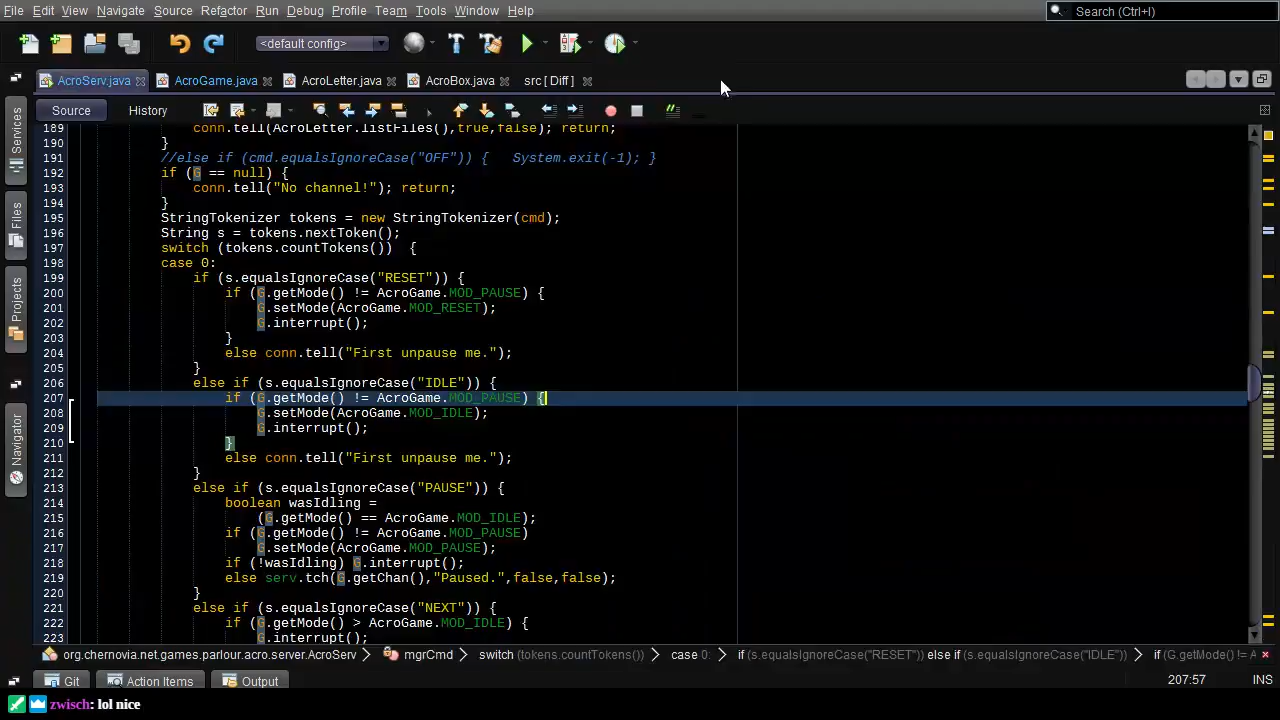 File Edit View Navigate Source Refactor Run Debug Profile Team Tools Window Help Search (Ctrl+I)
<default config>
AcroServ.java AcroGame.java AcroLetter.java AcroBox.java src [ Diff ]
Source History
Services
Files
Projects
Navigator
189 conn.tell(AcroLetter.listFiles(),true,false); return;
190 }
191 //else if (cmd.equalsIgnoreCase("OFF")) { System.exit(-1); }
192 if (G == null) {
193 conn.tell("No channel!"); return;
194 }
195 StringTokenizer tokens = new StringTokenizer(cmd);
196 String s = tokens.nextToken();
197 switch (tokens.countTokens()) {
198 case 0:
199 if (s.equalsIgnoreCase("RESET")) {
200 if (G.getMode() != AcroGame.MOD_PAUSE) {
201 G.setMode(AcroGame.MOD_RESET);
202 G.interrupt();
203 }
204 else conn.tell("First unpause me.");
205 }
206 else if (s.equalsIgnoreCase("IDLE")) {
207 if (G.getMode() != AcroGame.MOD_PAUSE) {
208 G.setMode(AcroGame.MOD_IDLE);
209 G.interrupt();
210 }
211 else conn.tell("First unpause me.");
212 }
213 else if (s.equalsIgnoreCase("PAUSE")) {
214 boolean wasIdling =
215 (G.getMode() == AcroGame.MOD_IDLE);
216 if (G.getMode() != AcroGame.MOD_PAUSE)
217 G.setMode(AcroGame.MOD_PAUSE);
218 if (!wasIdling) G.interrupt();
219 else serv.tch(G.getChan(),"Paused.",false,false);
220 }
221 else if (s.equalsIgnoreCase("NEXT")) {
222 if (G.getMode() > AcroGame.MOD_IDLE) {
223 G.interrupt();
org.chernovia.net.games.parlour.acro.server.AcroServ mgrCmd switch (tokens.countTokens()) case 0: if (s.equalsIgnoreCase("RESET")) else if (s.equalsIgnoreCase("IDLE")) if (G.getMode() != A
Git Action Items Output 207:57 INS
zwisch: lol nice